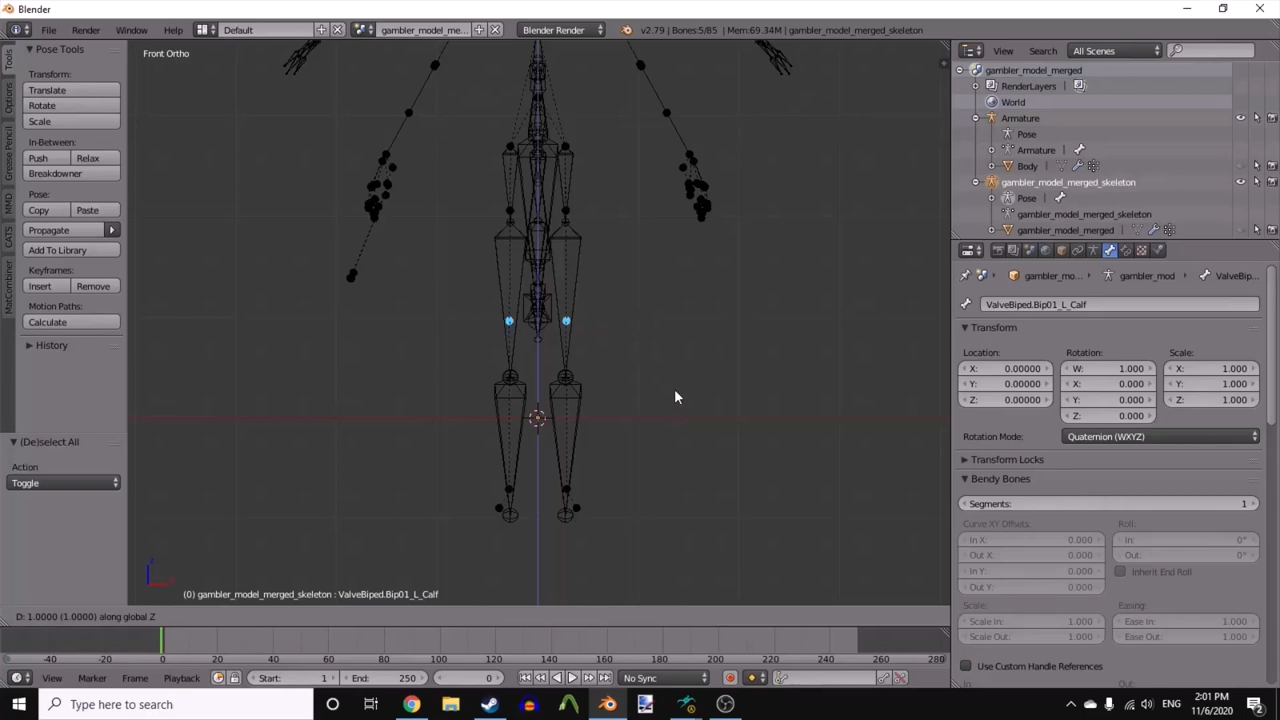 Blender
File Render Window Help Default gambler_model_me... Blender Render v2.79 | Bones:5/85 | Mem:69.34M | gambler_model_merged_skeleton
View Search All Scenes
Tools
Options
Grease Pencil
MMD
CATS
MatCombiner
Pose Tools
Transform:
Translate
Rotate
Scale
In-Between:
Push Relax
Breakdowner
Pose:
Copy Paste
Propagate
Add To Library
Keyframes:
Insert Remove
Motion Paths:
Calculate
History
(De)select All
Action
Toggle
Front Ortho
(0) gambler_model_merged_skeleton : ValveBiped.Bip01_L_Calf
D: 1.0000 (1.0000) along global Z
gambler_model_merged
RenderLayers
World
Armature
Pose
Armature
Body
gambler_model_merged_skeleton
Pose
gambler_model_merged_skeleton
gambler_model_merged
gambler_mo... gambler_mod ValveBip...
ValveBiped.Bip01_L_Calf
Transform
Location: Rotation: Scale:
X: 0.00000 W: 1.000 X: 1.000
Y: 0.00000 X: 0.000 Y: 1.000
Z: 0.00000 Y: 0.000 Z: 1.000
Z: 0.000
Rotation Mode: Quaternion (WXYZ)
Transform Locks
Bendy Bones
Segments: 1
Curve XY Offsets: Roll:
In X: 0.000 In: 0°
Out X: 0.000 Out: 0°
In Y: 0.000 Inherit End Roll
Out Y: 0.000
Scale: Easing:
Scale In: 1.000 Ease In: 1.000
Scale Out: 1.000 Ease Out: 1.000
Use Custom Handle References
In:
-40 -20 0 20 40 60 80 100 120 140 160 180 200 220 240 260 280
View Marker Frame Playback Start: 1 End: 250 0 No Sync
Type here to search
ENG
2:01 PM
11/6/2020
2